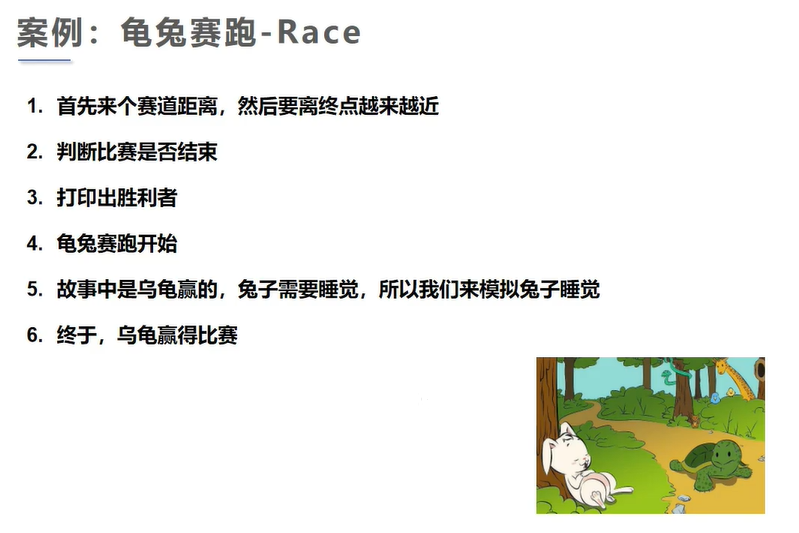 案例：龟兔赛跑-Race
1. 首先来个赛道距离，然后要离终点越来越近
2. 判断比赛是否结束
3. 打印出胜利者
4. 龟兔赛跑开始
5. 故事中是乌龟赢的，兔子需要睡觉，所以我们来模拟兔子睡觉
6. 终于，乌龟赢得比赛